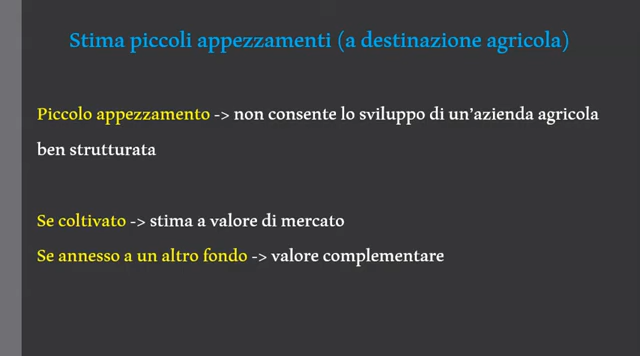 Stima piccoli appezzamenti (a destinazione agricola)
Piccolo appezzamento -> non consente lo sviluppo di un'azienda agricola
ben strutturata
Se coltivato -> stima a valore di mercato
Se annesso a un altro fondo -> valore complementare